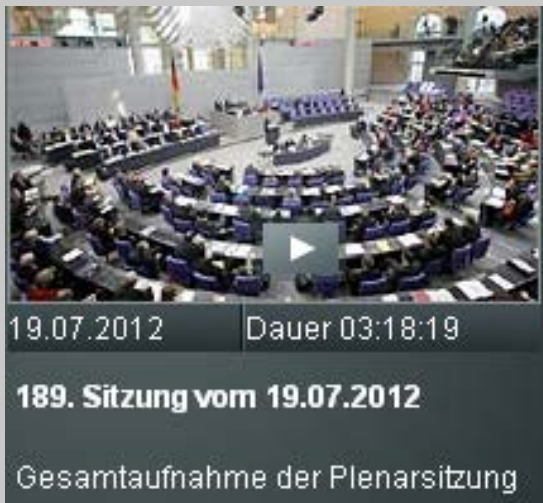 19.07.2012 Dauer 03:18:19
189. Sitzung vom 19.07.2012
Gesamtaufnahme der Plenarsitzung